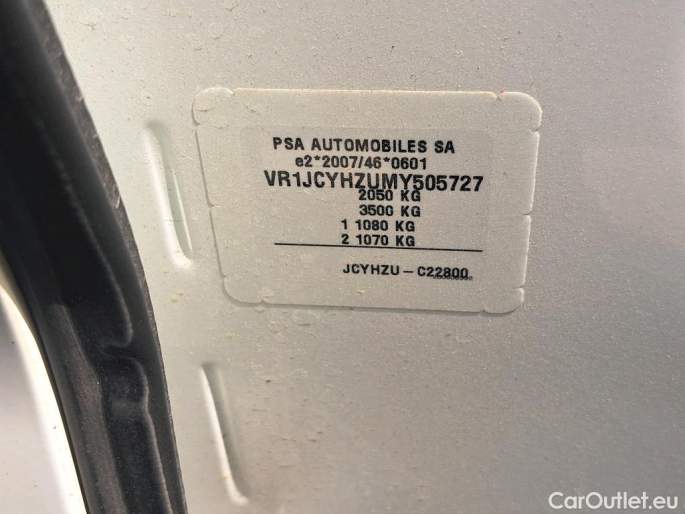 PSA AUTOMOBILES SA
e2*2007/46*0601
VR1JCYHZUMY505727
2050 KG
3500 KG
1 1080 KG
2 1070 KG
JCYHZU-C22800
CarOutlet.eu